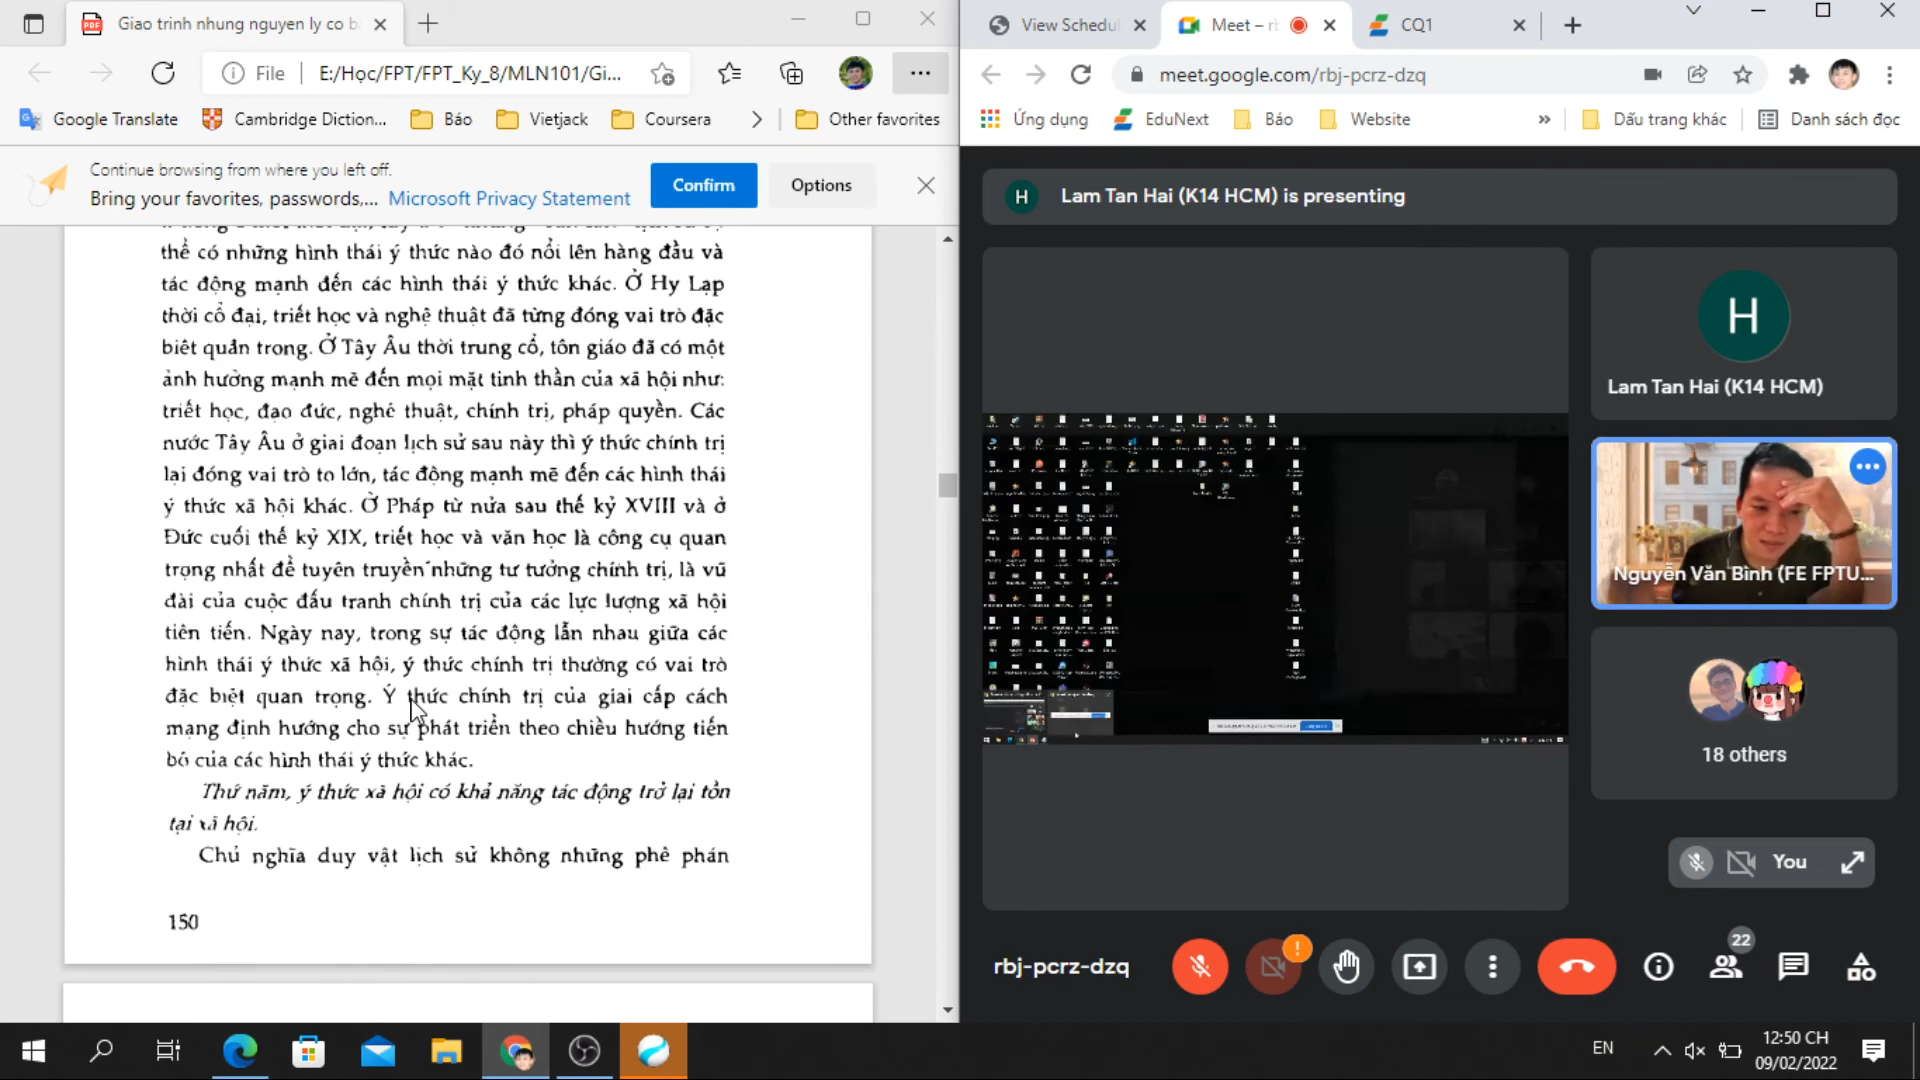 Giao trinh nhung nguyen ly co b
File
E:/Học/FPT/FPT_Ky_8/MLN101/Gi...
Google Translate
Cambridge Diction...
Báo
Vietjack
Coursera
Other favorites
Continue browsing from where you left off.
Bring your favorites, passwords,... Microsoft Privacy Statement
Confirm
Options
thể có những hình thái ý thức nào đó nổi lên hàng đầu và
tác động mạnh đến các hình thái ý thức khác. Ở Hy Lạp
thời cổ đại, triết học và nghệ thuật đã từng đóng vai trò đặc
biệt quản trong. Ở Tây Âu thời trung cổ, tôn giáo đã có một
ảnh hưởng mạnh mẽ đến mọi mặt tinh thần của xã hội như:
triết học, đạo đức, nghệ thuật, chính trị, pháp quyền. Các
nước Tây Âu ở giai đoạn lịch sử sau này thì ý thức chính trị
lại đóng vai trò to lớn, tác động mạnh mẽ đến các hình thái
ý thức xã hội khác. Ở Pháp từ nửa sau thế kỷ XVIII và ở
Đức cuối thế kỷ XIX, triết học và văn học là công cụ quan
trọng nhất để tuyên truyền những tư tưởng chính trị, là vũ
đài của cuộc đấu tranh chính trị của các lực lượng xã hội
tiên tiến. Ngày nay, trong sự tác động lẫn nhau giữa các
hình thái ý thức xã hội, ý thức chính trị thường có vai trò
đặc biệt quan trọng. Ý thức chính trị của giai cấp cách
mạng định hướng cho sự phát triển theo chiều hướng tiến
bộ của các hình thái ý thức khác.
Thứ năm, ý thức xã hội có khả năng tác động trở lại tồn
tại xã hội.
Chủ nghĩa duy vật lịch sử không những phê phán
150
View Schedul
Meet – rb
CQ1
meet.google.com/rbj-pcrz-dzq
Ứng dụng
EduNext
Báo
Website
Dấu trang khác
Danh sách đọc
H
Lam Tan Hai (K14 HCM) is presenting
H
Lam Tan Hai (K14 HCM)
Nguyễn Văn Bình (FE FPTU...
18 others
You
rbj-pcrz-dzq
22
EN
12:50 CH
09/02/2022